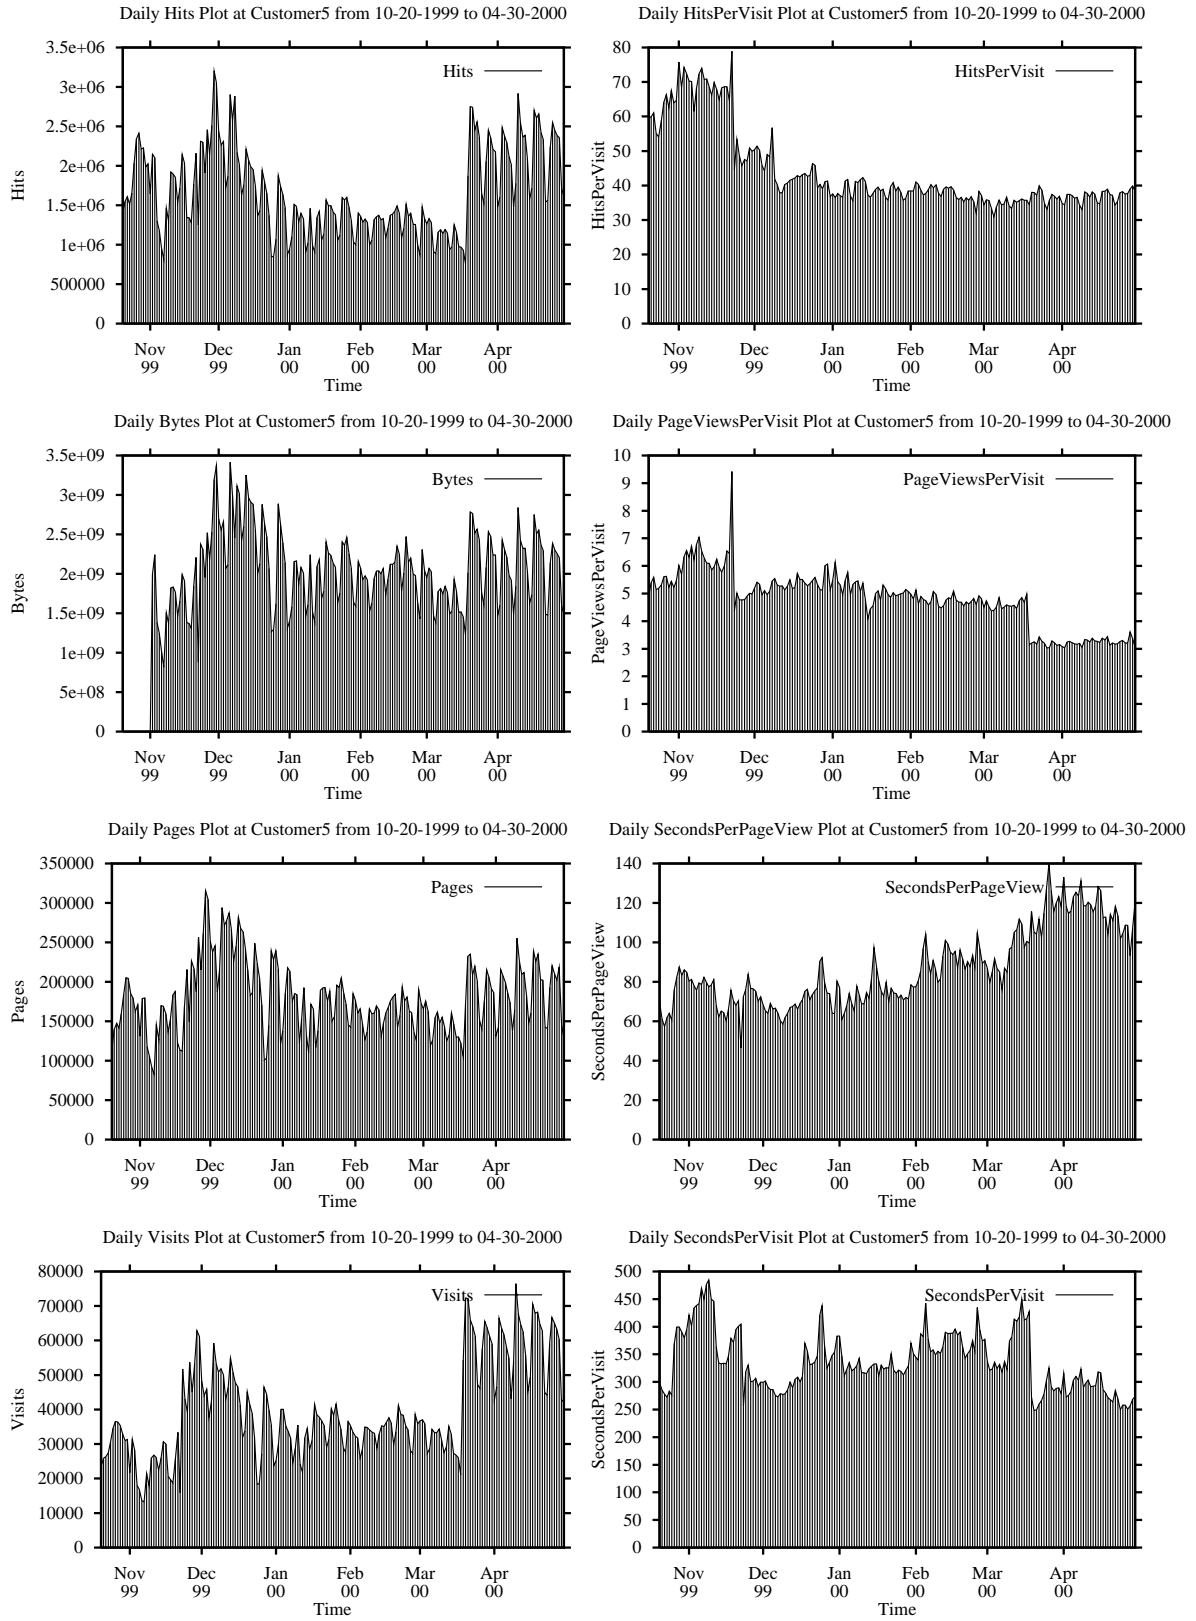 Daily Hits Plot at Customer5 from 10-20-1999 to 04-30-2000
3.5e+06
3e+06
2.5e+06
2e+06
1.5e+06
1e+06
500000
0
Hits
Hits
Nov Dec Jan Feb Mar Apr
99 99 00 00 00 00
Time
Daily HitsPerVisit Plot at Customer5 from 10-20-1999 to 04-30-2000
80
70
60
50
40
30
20
10
0
HitsPerVisit
HitsPerVisit
Nov Dec Jan Feb Mar Apr
99 99 00 00 00 00
Time
Daily Bytes Plot at Customer5 from 10-20-1999 to 04-30-2000
3.5e+09
3e+09
2.5e+09
2e+09
1.5e+09
1e+09
5e+08
0
Bytes
Bytes
Nov Dec Jan Feb Mar Apr
99 99 00 00 00 00
Time
Daily PageViewsPerVisit Plot at Customer5 from 10-20-1999 to 04-30-2000
10
9
8
7
6
5
4
3
2
1
0
PageViewsPerVisit
PageViewsPerVisit
Nov Dec Jan Feb Mar Apr
99 99 00 00 00 00
Time
Daily Pages Plot at Customer5 from 10-20-1999 to 04-30-2000
350000
300000
250000
200000
150000
100000
50000
0
Pages
Pages
Nov Dec Jan Feb Mar Apr
99 99 00 00 00 00
Time
Daily SecondsPerPageView Plot at Customer5 from 10-20-1999 to 04-30-2000
140
120
100
80
60
40
20
0
SecondsPerPageView
SecondsPerPageView
Nov Dec Jan Feb Mar Apr
99 99 00 00 00 00
Time
Daily Visits Plot at Customer5 from 10-20-1999 to 04-30-2000
80000
70000
60000
50000
40000
30000
20000
10000
0
Visits
Visits
Nov Dec Jan Feb Mar Apr
99 99 00 00 00 00
Time
Daily SecondsPerVisit Plot at Customer5 from 10-20-1999 to 04-30-2000
500
450
400
350
300
250
200
150
100
50
0
SecondsPerVisit
SecondsPerVisit
Nov Dec Jan Feb Mar Apr
99 99 00 00 00 00
Time